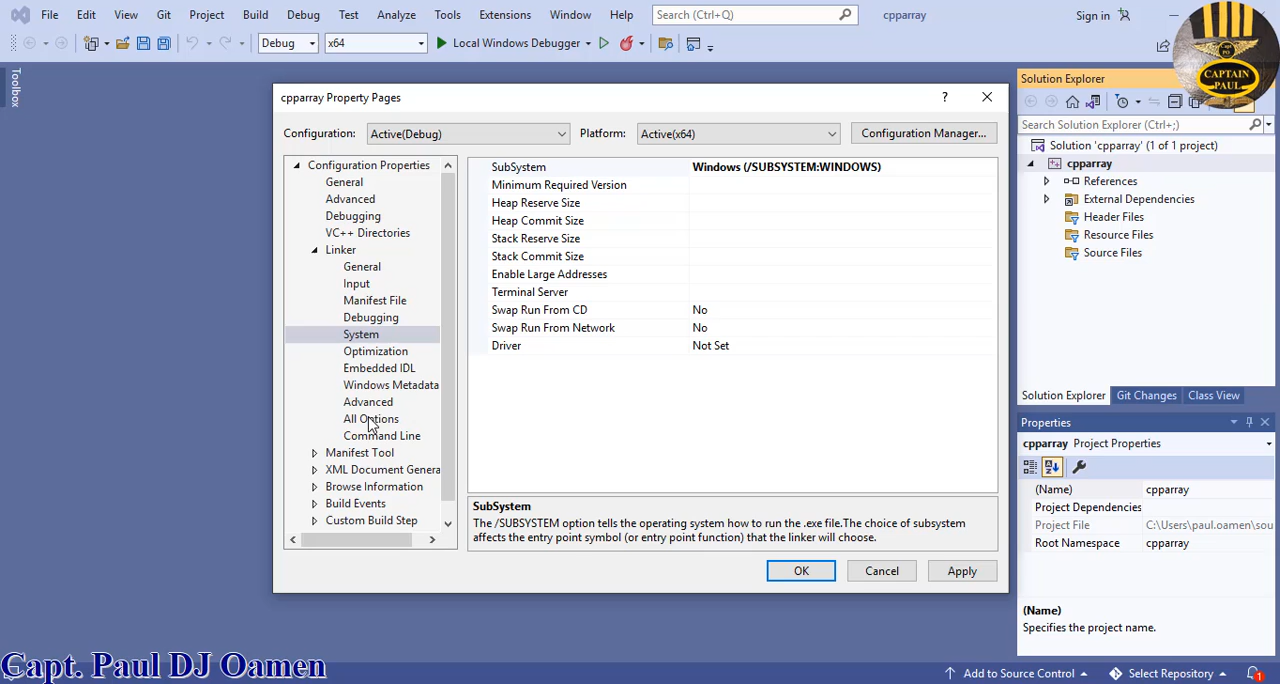 File Edit View Git Project Build Debug Test Analyze Tools Extensions Window Help Search (Ctrl+Q) cpparray Sign in
Debug x64 Local Windows Debugger
CAPTAIN
PAUL
Toolbox
cpparray Property Pages ?
Configuration: Active(Debug) Platform: Active(x64) Configuration Manager...
Configuration Properties
General
Advanced
Debugging
VC++ Directories
Linker
General
Input
Manifest File
Debugging
System
Optimization
Embedded IDL
Windows Metadata
Advanced
All Options
Command Line
Manifest Tool
XML Document Genera
Browse Information
Build Events
Custom Build Step
SubSystem Windows (/SUBSYSTEM:WINDOWS)
Minimum Required Version
Heap Reserve Size
Heap Commit Size
Stack Reserve Size
Stack Commit Size
Enable Large Addresses
Terminal Server
Swap Run From CD No
Swap Run From Network No
Driver Not Set
SubSystem
The /SUBSYSTEM option tells the operating system how to run the .exe file.The choice of subsystem
affects the entry point symbol (or entry point function) that the linker will choose.
OK Cancel Apply
Solution Explorer
Search Solution Explorer (Ctrl+;)
Solution 'cpparray' (1 of 1 project)
cpparray
References
External Dependencies
Header Files
Resource Files
Source Files
Solution Explorer Git Changes Class View
Properties
cpparray Project Properties
(Name) cpparray
Project Dependencies
Project File C:\Users\paul.oamen\sou
Root Namespace cpparray
(Name)
Specifies the project name.
Capt. Paul DJ Oamen
Add to Source Control Select Repository 1